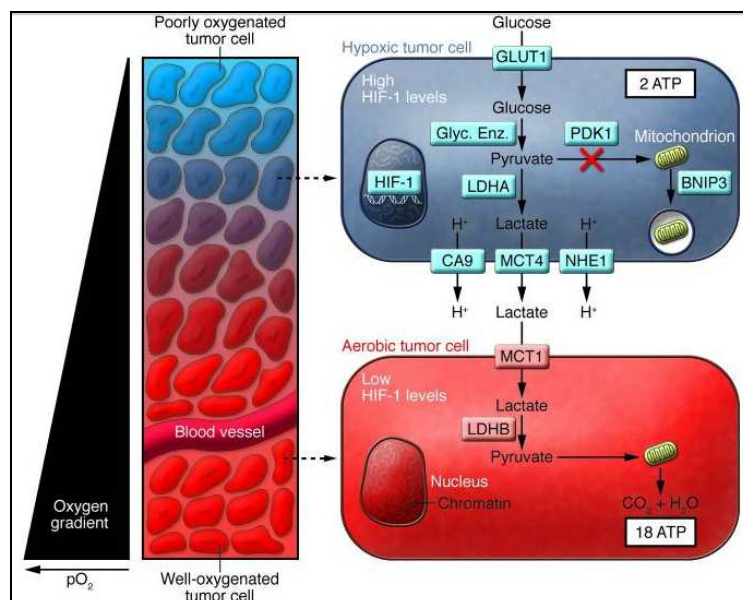 Poorly oxygenated
tumor cell
Blood vessel
Oxygen
gradient
pO₂
Well-oxygenated
tumor cell
Glucose
Hypoxic tumor cell
GLUT1
High
HIF-1 levels
2 ATP
Glucose
Glyc. Enz.
PDK1
Mitochondrion
Pyruvate
HIF-1
LDHA
BNIP3
H⁺
Lactate
H⁺
CA9
MCT4
NHE1
H⁺
Lactate
H⁺
Aerobic tumor cell
MCT1
Low
HIF-1 levels
Lactate
LDHB
Pyruvate
Nucleus
Chromatin
CO₂ + H₂O
18 ATP